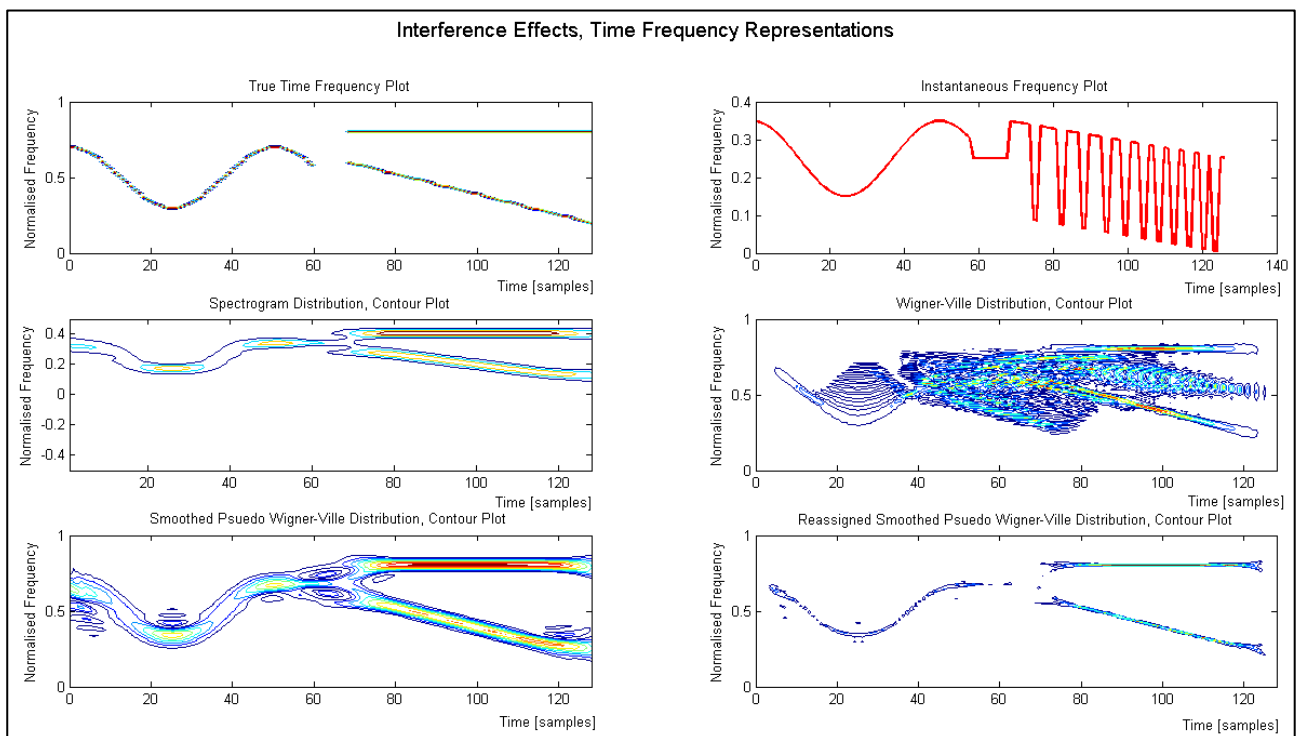 Interference Effects, Time Frequency Representations
True Time Frequency Plot
Normalised Frequency
1
0.5
0
0 20 40 60 80 100 120
Time [samples]
Instantaneous Frequency Plot
Normalised Frequency
0.4
0.3
0.2
0.1
0
0 20 40 60 80 100 120 140
Time [samples]
Spectrogram Distribution, Contour Plot
Normalised Frequency
0.4
0.2
0
-0.2
-0.4
20 40 60 80 100 120
Time [samples]
Wigner-Ville Distribution, Contour Plot
Normalised Frequency
1
0.5
0
0 20 40 60 80 100 120
Time [samples]
Smoothed Psuedo Wigner-Ville Distribution, Contour Plot
Normalised Frequency
1
0.5
0
0 20 40 60 80 100 120
Time [samples]
Reassigned Smoothed Psuedo Wigner-Ville Distribution, Contour Plot
Normalised Frequency
1
0.5
0
0 20 40 60 80 100 120
Time [samples]